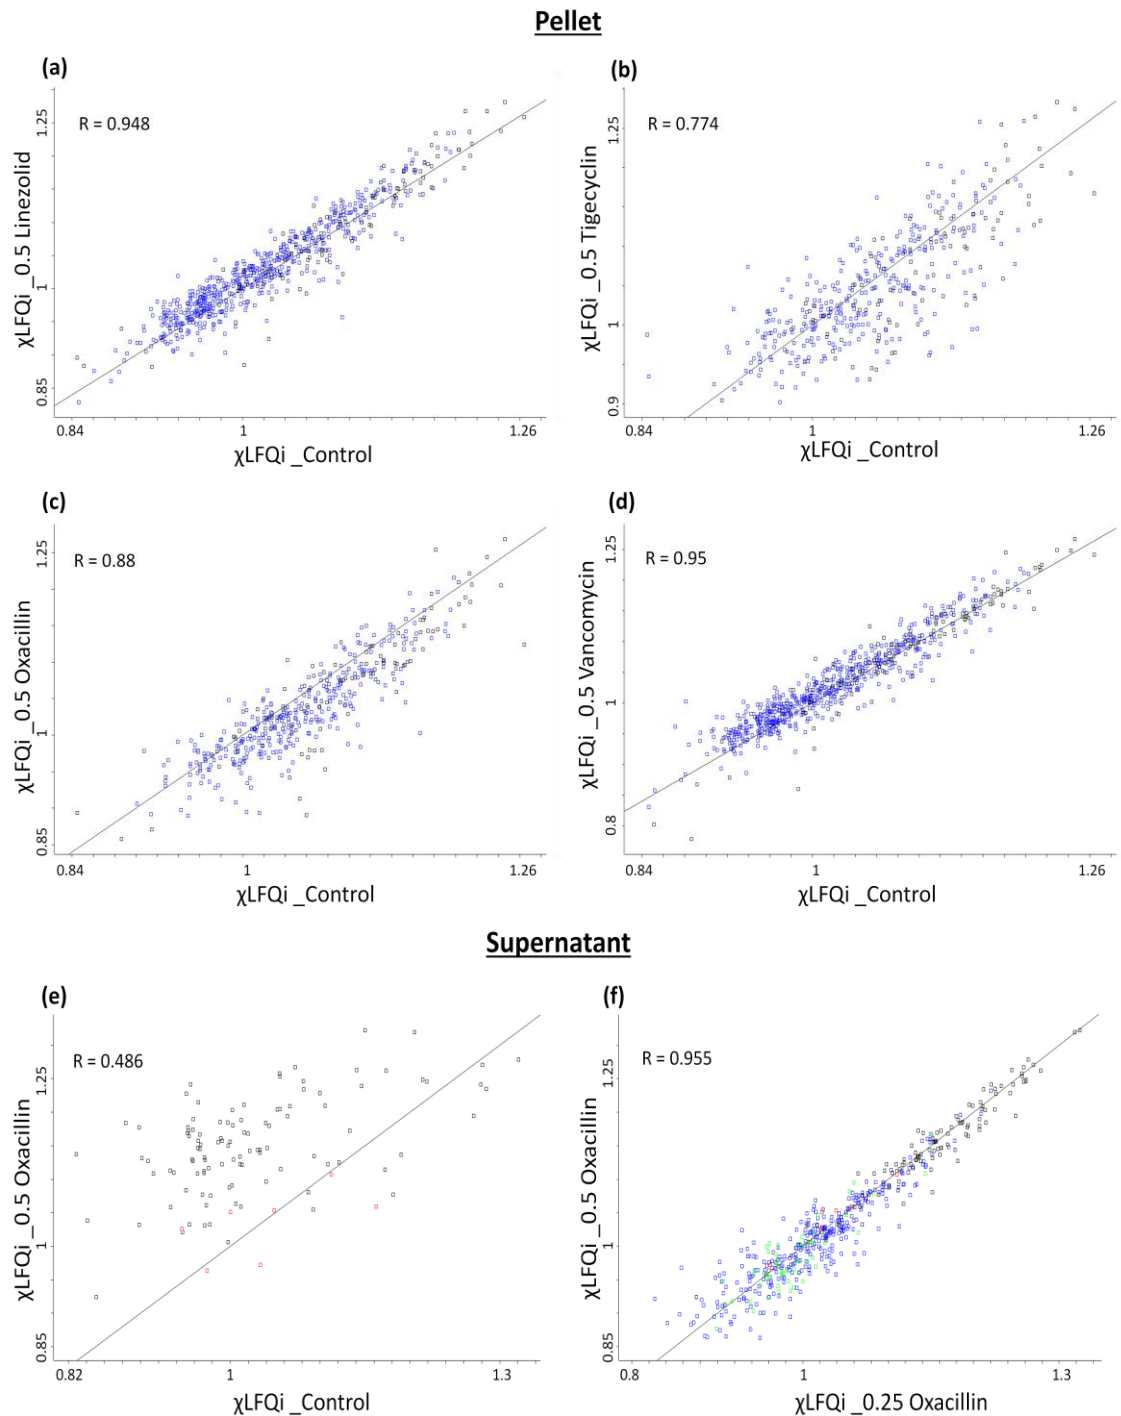 Pellet
(a)
R = 0.948
χLFQi _0.5 Linezolid
1.25
1
0.85
0.84
1
1.26
χLFQi _Control
(b)
R = 0.774
χLFQi _0.5 Tigecyclin
1.25
1
0.9
0.84
1
1.26
χLFQi _Control
(c)
R = 0.88
χLFQi _0.5 Oxacillin
1.25
1
0.85
0.84
1
1.26
χLFQi _Control
(d)
R = 0.95
χLFQi _0.5 Vancomycin
1.25
1
0.8
0.84
1
1.26
χLFQi _Control
Supernatant
(e)
R = 0.486
χLFQi _0.5 Oxacillin
1.25
1
0.85
0.82
1
1.3
χLFQi _Control
(f)
R = 0.955
χLFQi _0.5 Oxacillin
1.25
1
0.85
0.8
1
1.3
χLFQi _0.25 Oxacillin